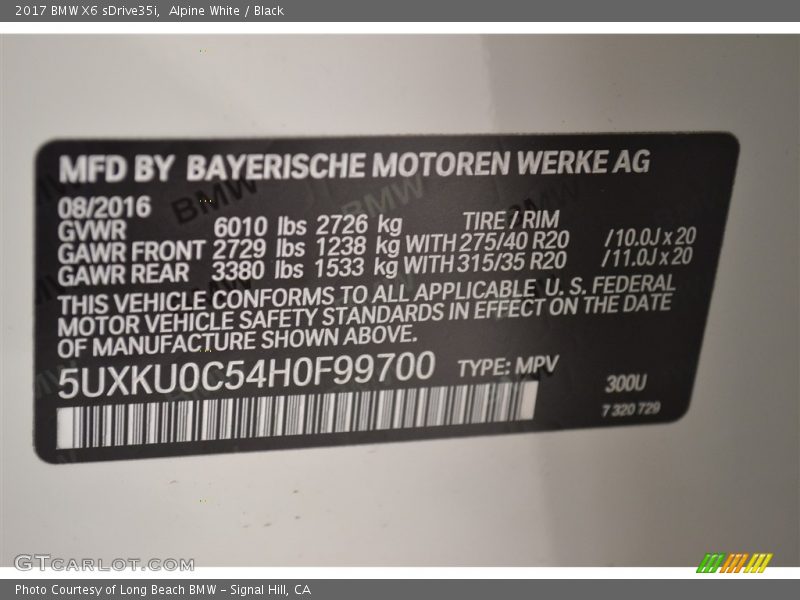 2017 BMW X6 sDrive35i, Alpine White / Black
MFD BY BAYERISCHE MOTOREN WERKE AG
08/2016
GVWR 6010 lbs 2726 kg TIRE / RIM
GAWR FRONT 2729 lbs 1238 kg WITH 275/40 R20 /10.0J x 20
GAWR REAR 3380 lbs 1533 kg WITH 315/35 R20 /11.0J x 20
THIS VEHICLE CONFORMS TO ALL APPLICABLE U. S. FEDERAL
MOTOR VEHICLE SAFETY STANDARDS IN EFFECT ON THE DATE
OF MANUFACTURE SHOWN ABOVE.
5UXKU0C54H0F99700 TYPE: MPV
300U
7 320 729
GTCARLOT.COM
Photo Courtesy of Long Beach BMW - Signal Hill, CA